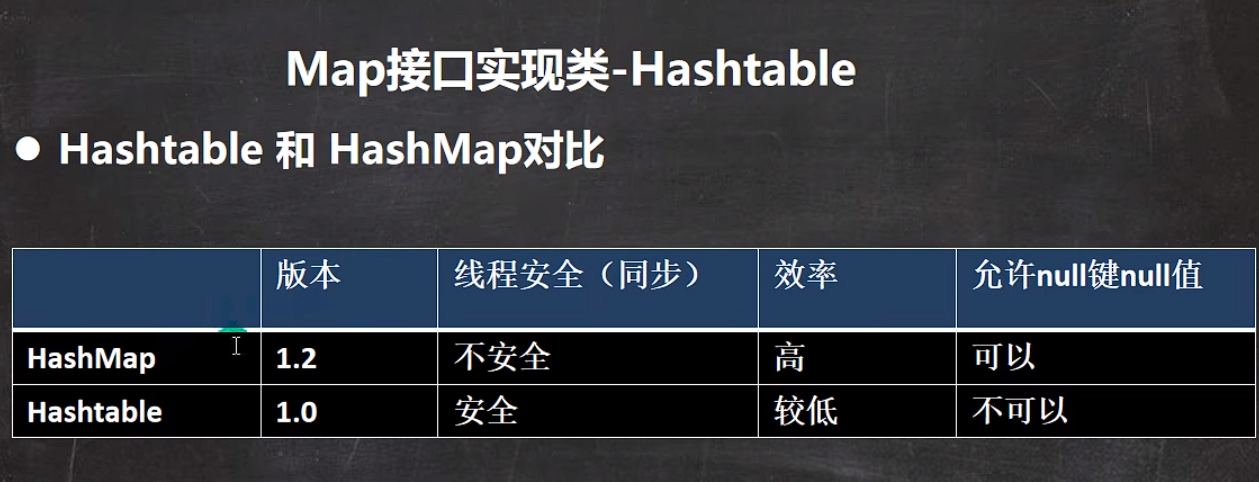 Map接口实现类-Hashtable
● Hashtable 和 HashMap对比
版本 线程安全（同步） 效率 允许null键null值
HashMap 1.2 不安全 高 可以
Hashtable 1.0 安全 较低 不可以